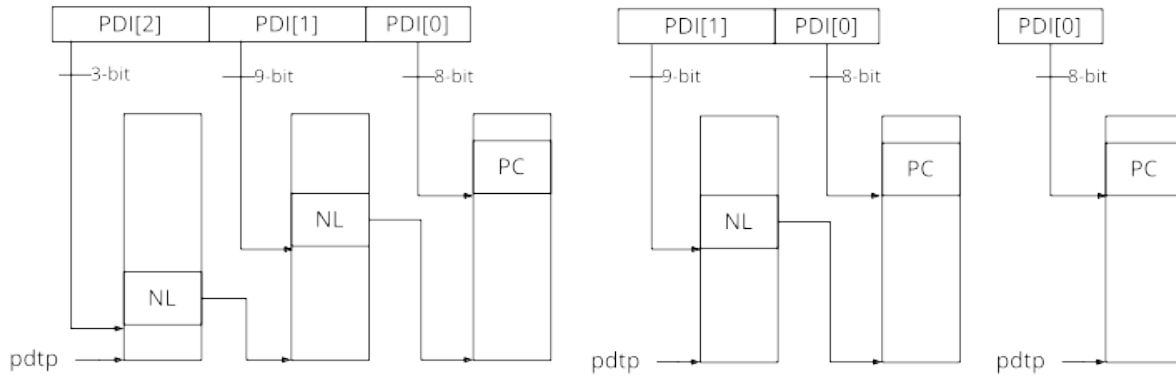 PDI[2] PDI[1] PDI[0] PDI[1] PDI[0] PDI[0]
3-bit 9-bit 8-bit 9-bit 8-bit 8-bit
PC PC PC
NL NL
NL
pdtp pdtp pdtp